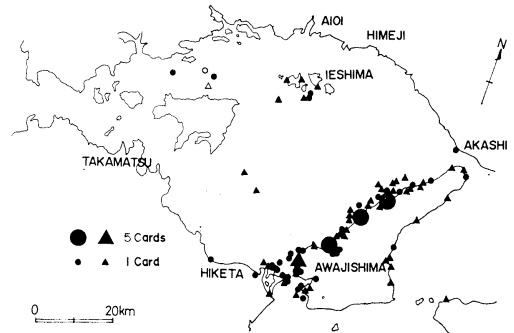 AIOI
HIMEJI
N
IESHIMA
AKASHI
TAKAMATSU
5 Cards
1 Card
HIKETA
AWAJISHIMA
0 20km